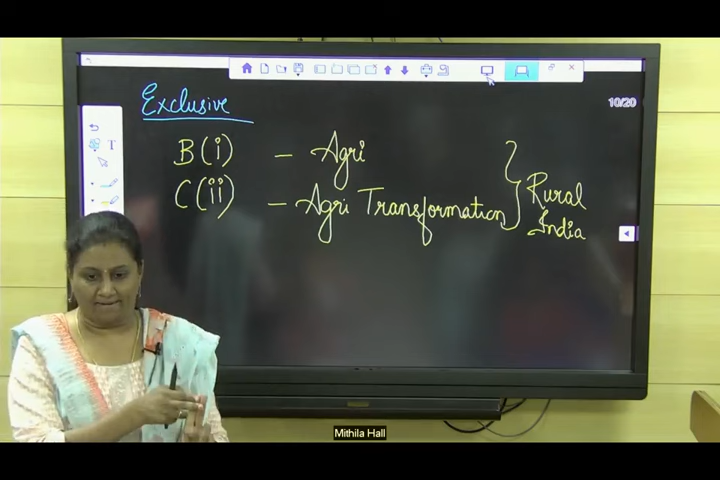 Exclusive
10/20
T
B(i) - Agri
C(ii) - Agri Transformation
} Rural
India
Mithila Hall